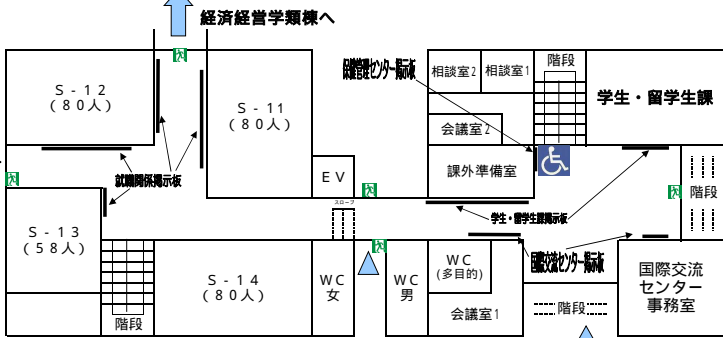 経済経営学類棟へ
S-12
(80人)
S-11
(80人)
保健管理センター掲示板
相談室2
相談室1
階段
学生・留学生課
会議室2
課外準備室
就職関係掲示板
EV
スロープ
階段
学生・留学生課掲示板
S-13
(58人)
S-14
(80人)
WC
女
WC
男
WC
(多目的)
国際交流センター掲示板
国際交流
センター
事務室
階段
会議室1
階段